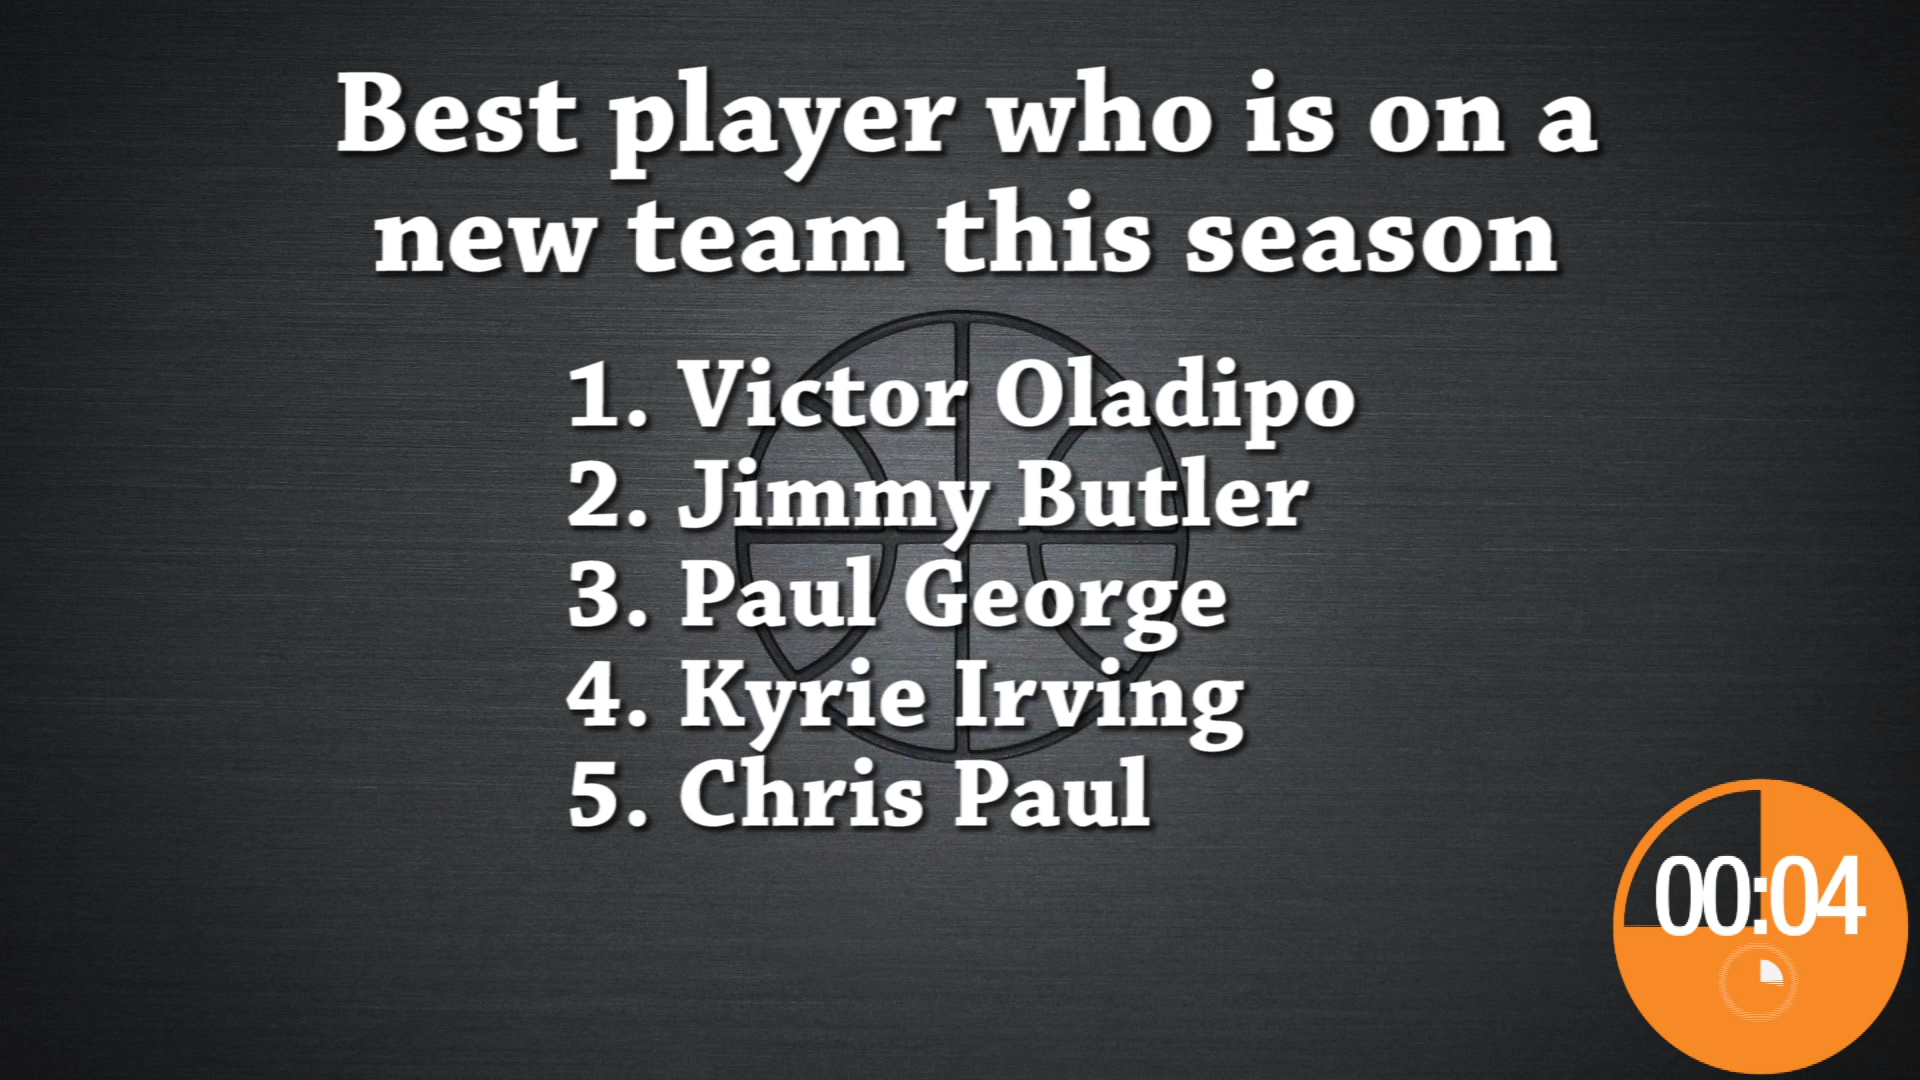 Best player who is on a
new team this season
1. Victor Oladipo
2. Jimmy Butler
3. Paul George
4. Kyrie Irving
5. Chris Paul
00:04